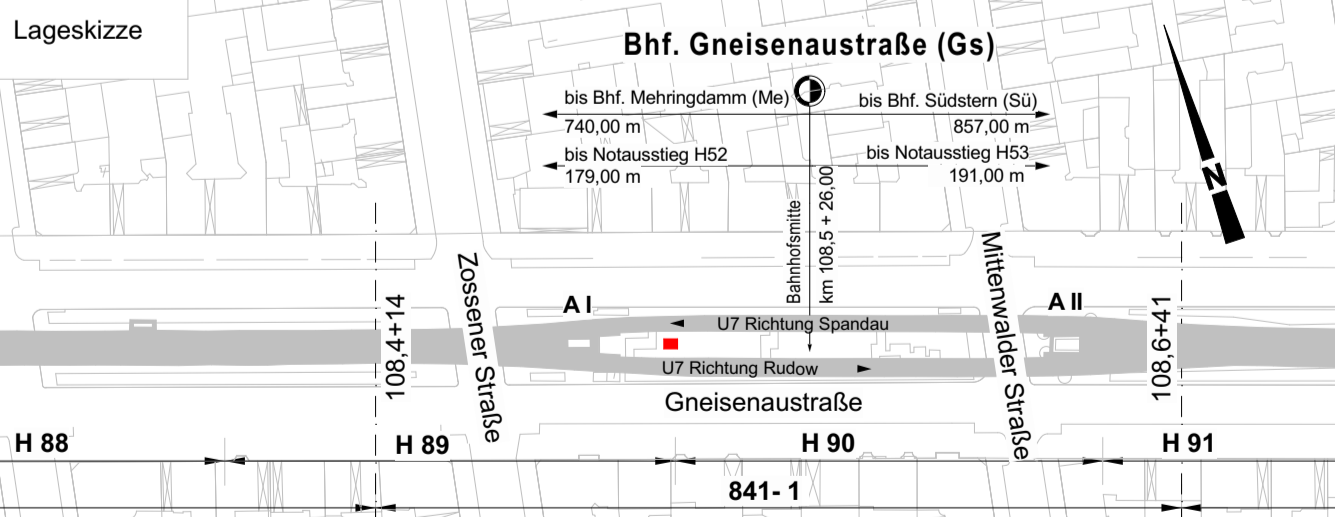 Lageskizze
Bhf. Gneisenaustraße (Gs)
bis Bhf. Mehringdamm (Me)
bis Bhf. Südstern (Sü)
740,00 m
857,00 m
bis Notausstieg H52
bis Notausstieg H53
179,00 m
191,00 m
N
Bahnhofsmitte
km 108,5 + 26,00
Zossener Straße
Mittenwalder Straße
108,4+14
A I
A II
108,6+41
U7 Richtung Spandau
U7 Richtung Rudow
Gneisenaustraße
H 88
H 89
H 90
H 91
841- 1